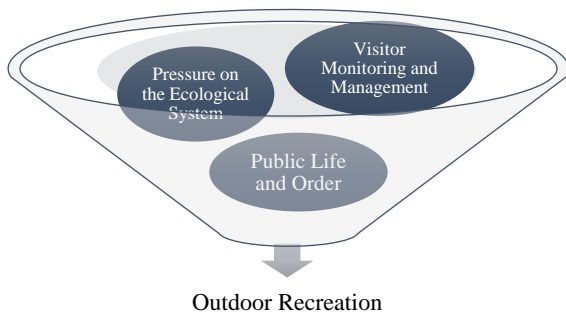 Visitor
Monitoring and
Management
Pressure on
the Ecological
System
Public Life
and Order
Outdoor Recreation